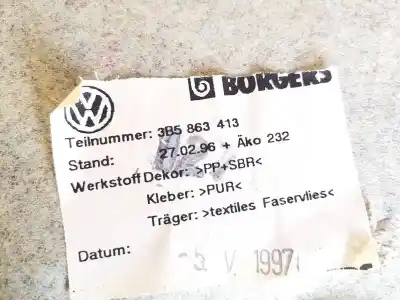 BORGERS
Teilnummer: 3B5 863 413
Stand: 27.02.96 + Äko 232
Werkstoff Dekor: >PP+SBR<
Kleber: >PUR<
Träger: >textiles Faservlies<
Datum: -5. V. 1997